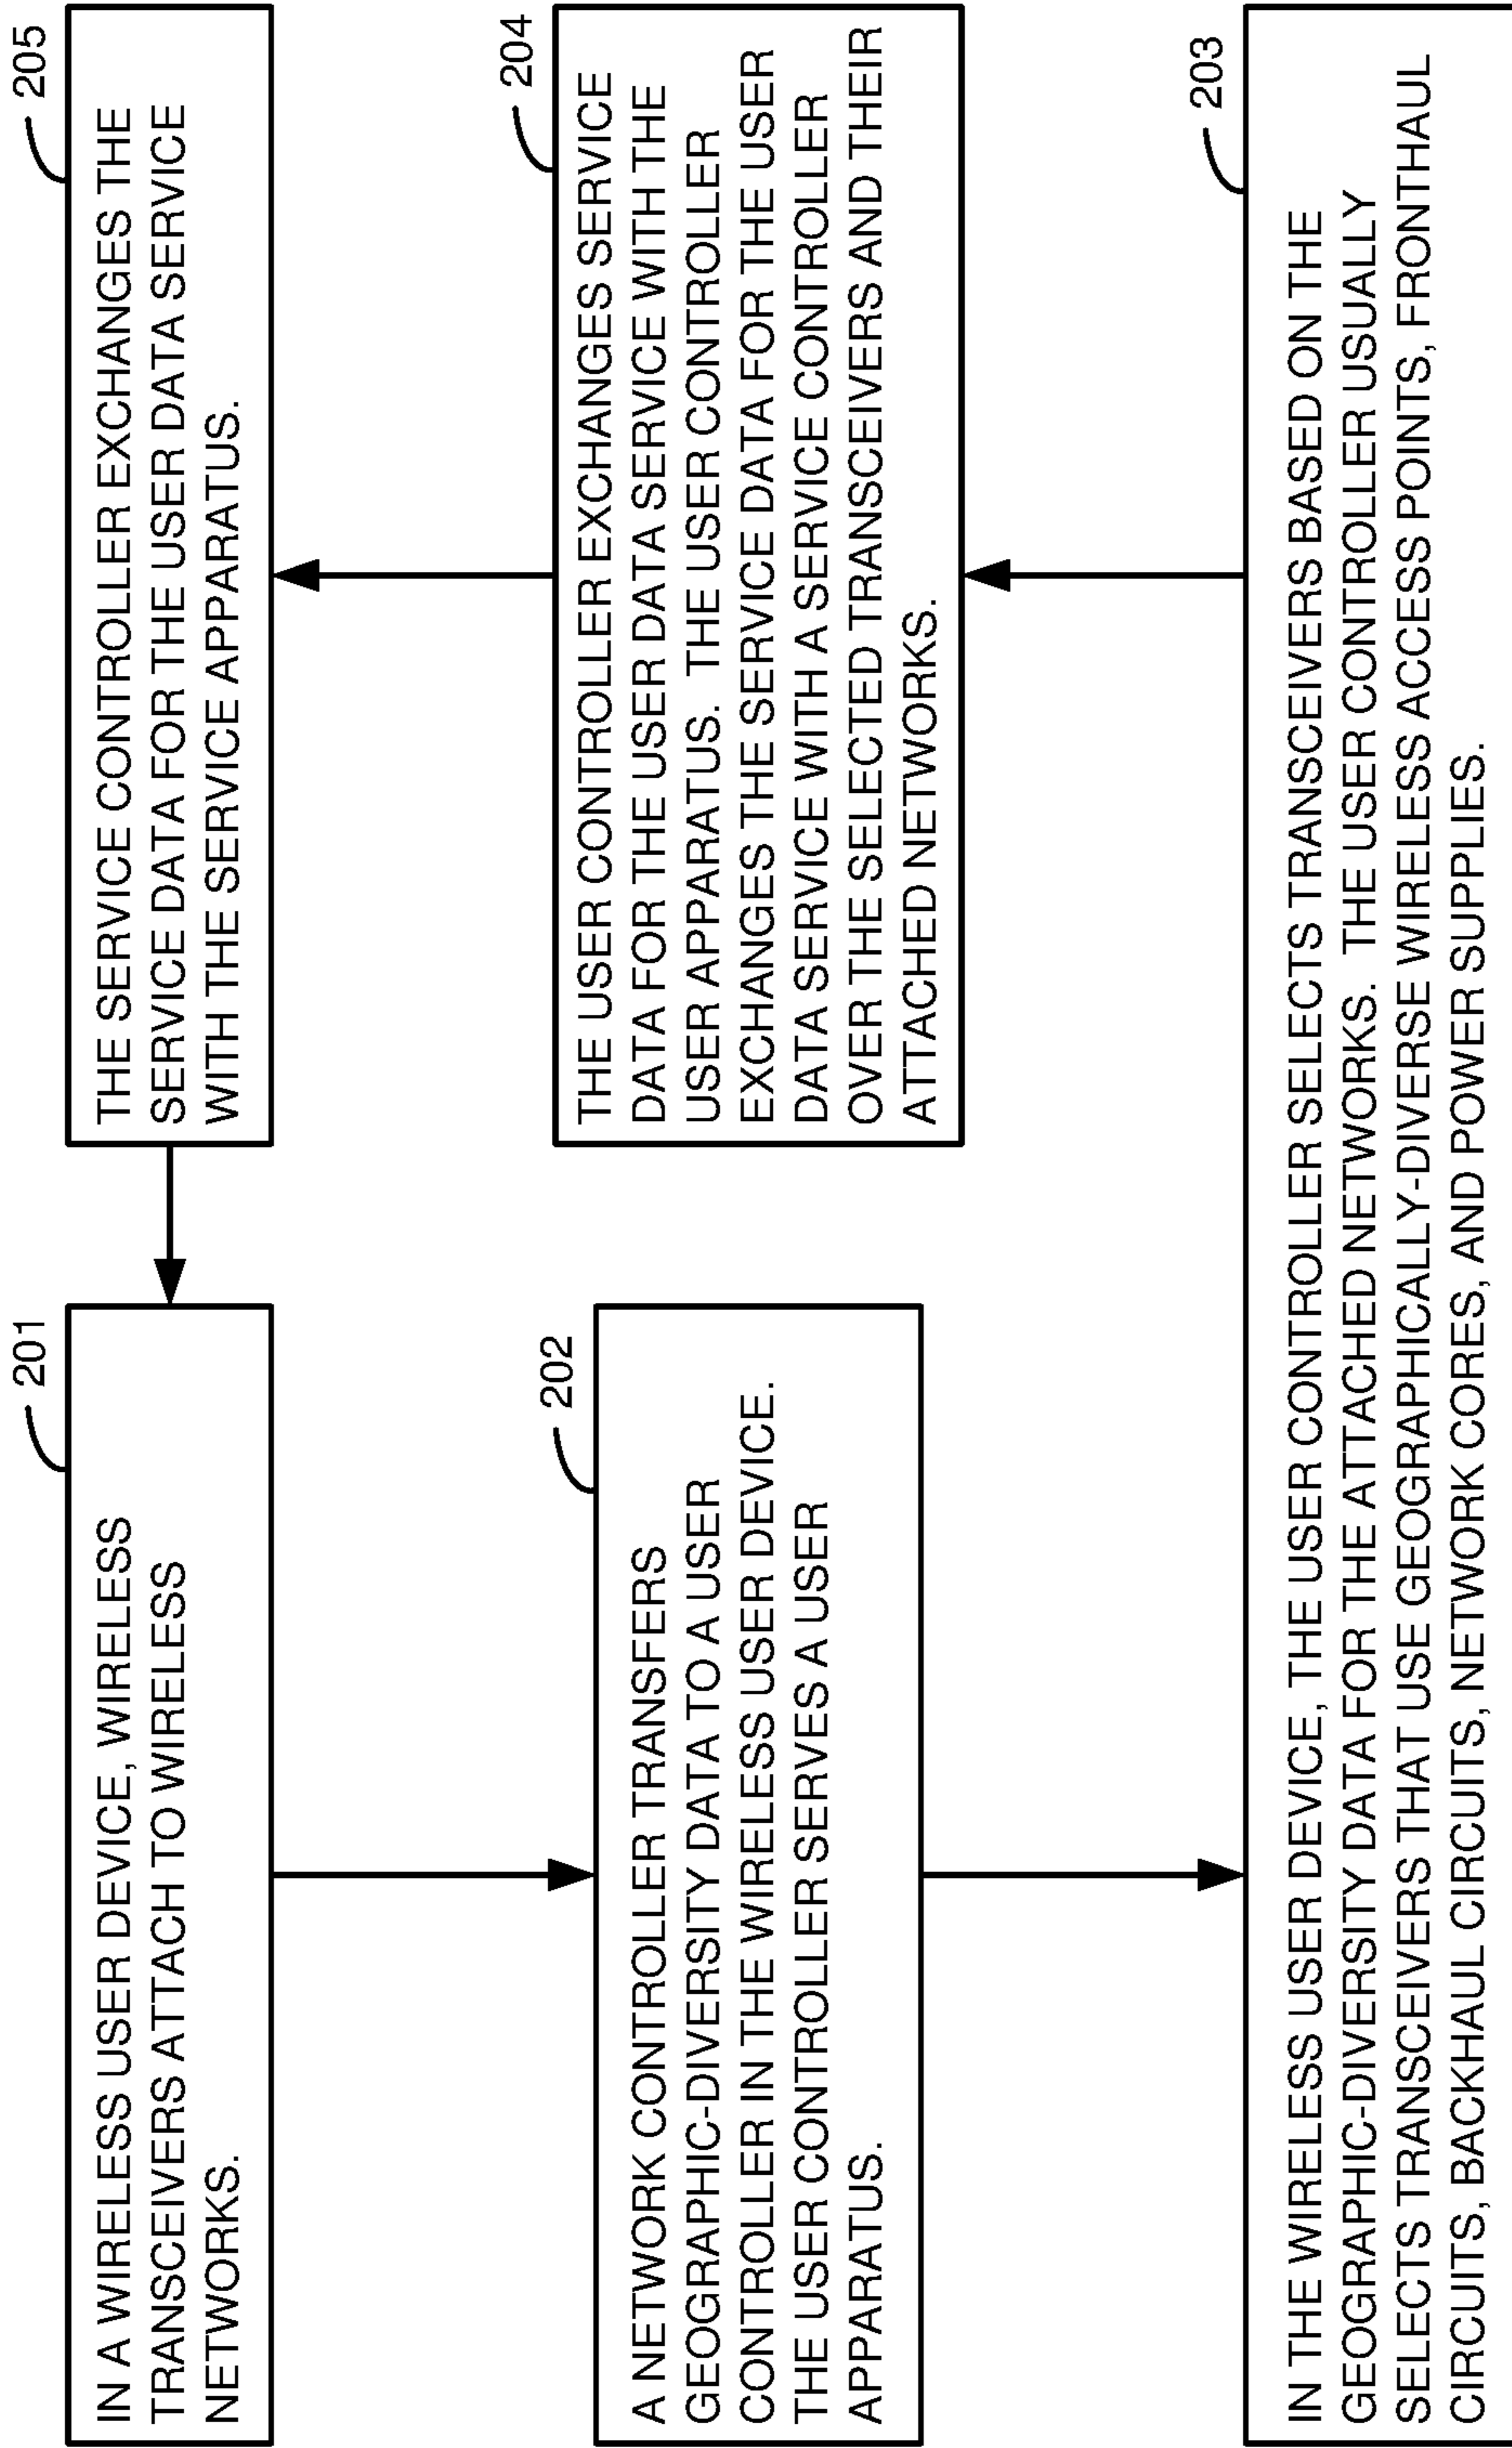 201
IN A WIRELESS USER DEVICE, WIRELESS
TRANSCEIVERS ATTACH TO WIRELESS
NETWORKS.
202
A NETWORK CONTROLLER TRANSFERS
GEOGRAPHIC-DIVERSITY DATA TO A USER
CONTROLLER IN THE WIRELESS USER DEVICE.
THE USER CONTROLLER SERVES A USER
APPARATUS.
203
IN THE WIRELESS USER DEVICE, THE USER CONTROLLER SELECTS TRANSCEIVERS BASED ON THE
GEOGRAPHIC-DIVERSITY DATA FOR THE ATTACHED NETWORKS. THE USER CONTROLLER USUALLY
SELECTS TRANSCEIVERS THAT USE GEOGRAPHICALLY-DIVERSE WIRELESS ACCESS POINTS, FRONTHAUL
CIRCUITS, BACKHAUL CIRCUITS, NETWORK CORES, AND POWER SUPPLIES.
204
THE USER CONTROLLER EXCHANGES SERVICE
DATA FOR THE USER DATA SERVICE WITH THE
USER APPARATUS. THE USER CONTROLLER
EXCHANGES THE SERVICE DATA FOR THE USER
DATA SERVICE WITH A SERVICE CONTROLLER
OVER THE SELECTED TRANSCEIVERS AND THEIR
ATTACHED NETWORKS.
205
THE SERVICE CONTROLLER EXCHANGES THE
SERVICE DATA FOR THE USER DATA SERVICE
WITH THE SERVICE APPARATUS.